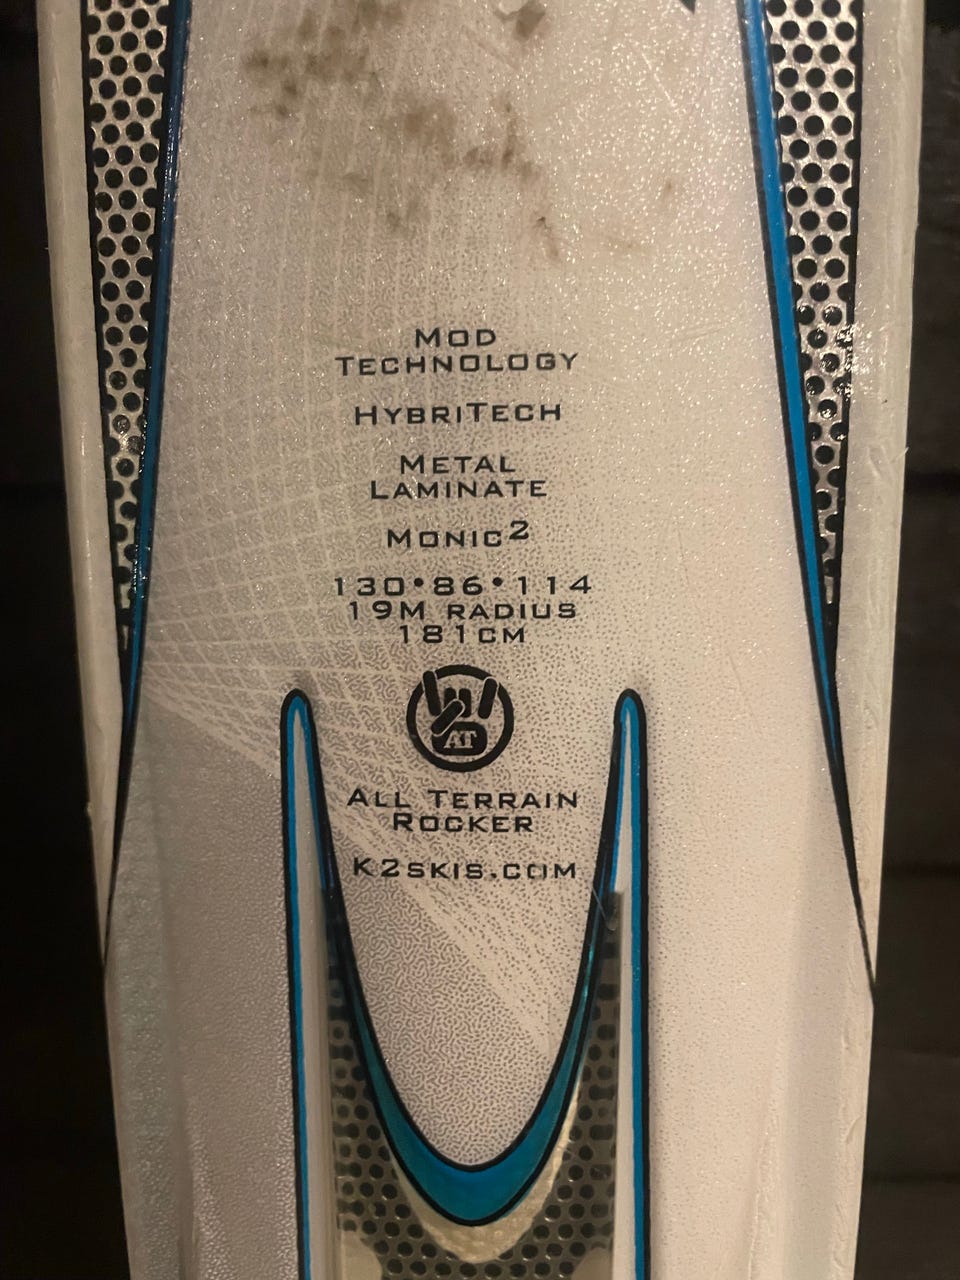 MOD
TECHNOLOGY
HYBRITECH
METAL
LAMINATE
MONIC²
130•86•114
19M RADIUS
181CM
AT
ALL TERRAIN
ROCKER
K2SKIS.COM